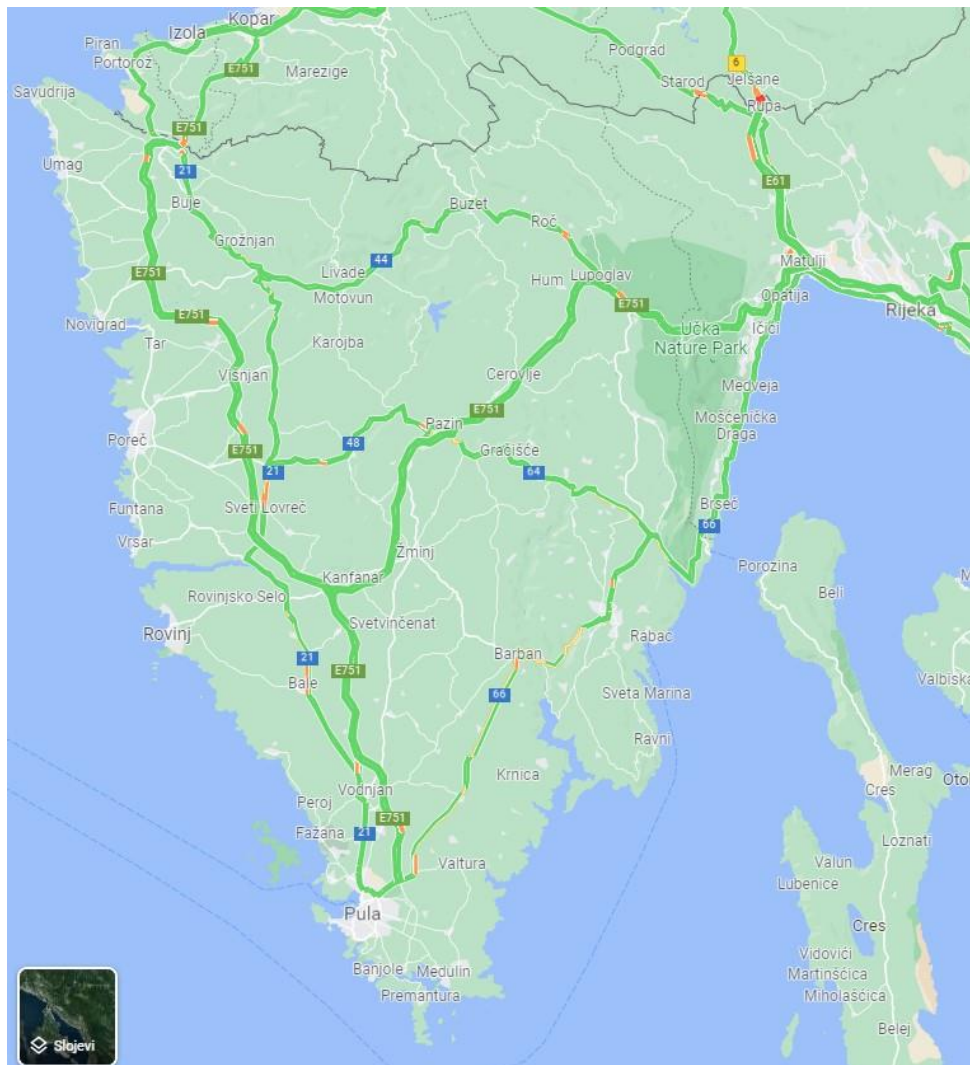 Kopar
Izola
Piran
Portorož
E751
Marezige
Podgrad
6
Jelšane
Starod
Rupa
Savudrija
E751
Umag
21
E61
Buje
Buzet
Roč
Grožnjan
44
Livade
Motovun
Hum
Lupoglav
Matulji
E751
E751
Opatija
Rijeka
Novigrad
E751
Tar
Učka
Nature Park
Ičići
Karojba
Višnjan
Cerovlje
Medveja
E751
Pazin
Mošćenička
Draga
Poreč
E751
48
Gračišće
21
64
Sveti Lovreč
Funtana
Brseč
66
Vrsar
Žminj
Porozina
Kanfanar
Beli
Rovinjsko Selo
Svetvinčenat
Rovinj
Rabac
Barban
21
E751
Bale
66
Sveta Marina
Valbiska
Ravni
Krnica
Merag
Vodnjan
Peroj
Cres
E751
Fažana
21
Loznati
Valtura
Valun
Lubenice
Pula
Cres
Vidovići
Banjole
Medulin
Martinšćica
Premantura
Miholašćica
Belej
Slojevi